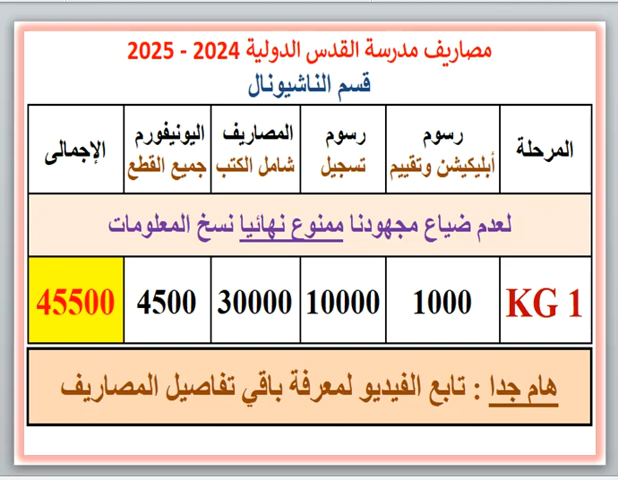 مصاريف مدرسة القدس الدولية 2024 - 2025
قسم الناشيونال
المرحلة
رسوم
أبليكيشن وتقييم
رسوم
تسجيل
المصاريف
شامل الكتب
اليونيفورم
جميع القطع
الإجمالى
لعدم ضياع مجهودنا ممنوع نهائيا نسخ المعلومات
KG 1 1000 10000 30000 4500 45500
هام جدا : تابع الفيديو لمعرفة باقي تفاصيل المصاريف